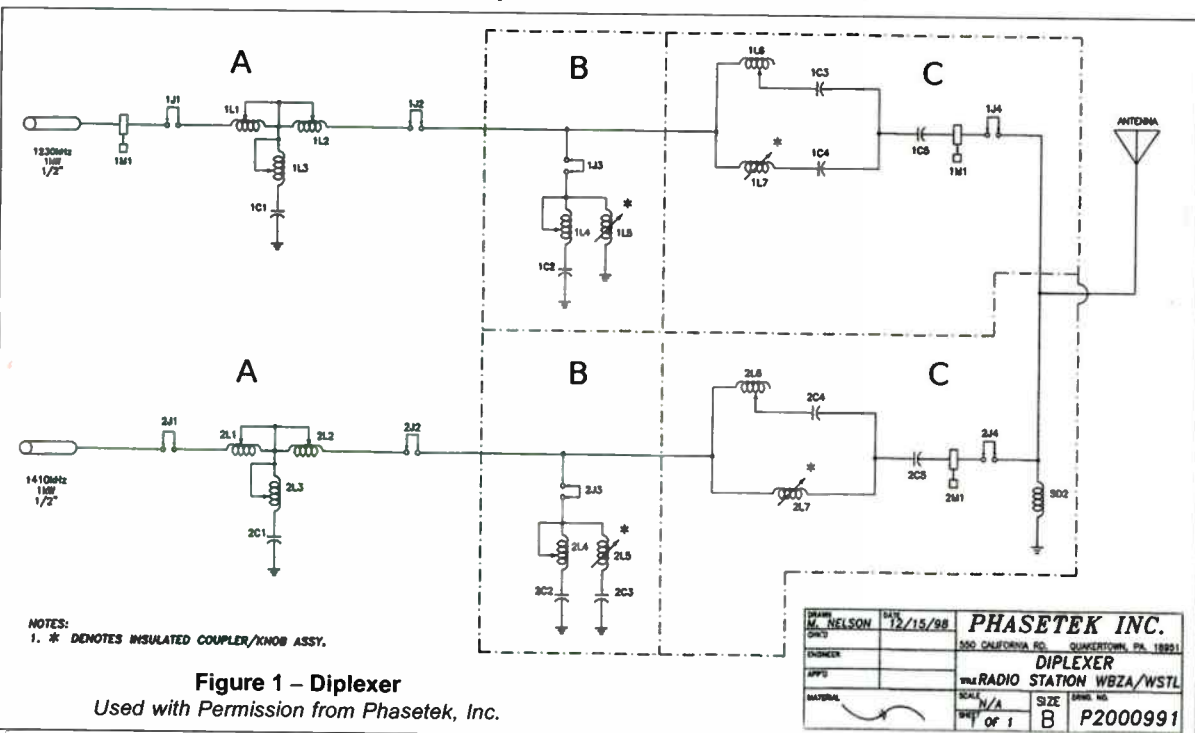 A
B
C
1L6
1C3
1J1
1L1
1J2
1J4
ANTENNA
1L2
1C5
1M1
1230kHz
1kW
1/2"
1M1
1L3
1J3
*
1L7
1C4
1C1
*
1L4
1L5
1C2
A
B
C
2L6
2C4
2J1
2L1
2L2
2J2
2J4
2C5
2M1
1410kHz
1kW
1/2"
2L3
2J3
*
2L7
SD2
2C1
*
2L4
2L5
2C2
2C3
NOTES:
1. * DENOTES INSULATED COUPLER/KNOB ASSY.
Figure 1 – Diplexer
Used with Permission from Phasetek, Inc.
DRAWN
M. NELSON
DATE
12/15/98
CHK'D
ENGINEER
APP'D
MATERIAL
PHASETEK INC.
550 CALIFORNIA RD. QUAKERTOWN, PA. 18951
DIPLEXER
TITLE RADIO STATION WBZA/WSTL
SCALE N/A
SHEET 1 OF 1
SIZE
B
DRWG. NO.
P2000991